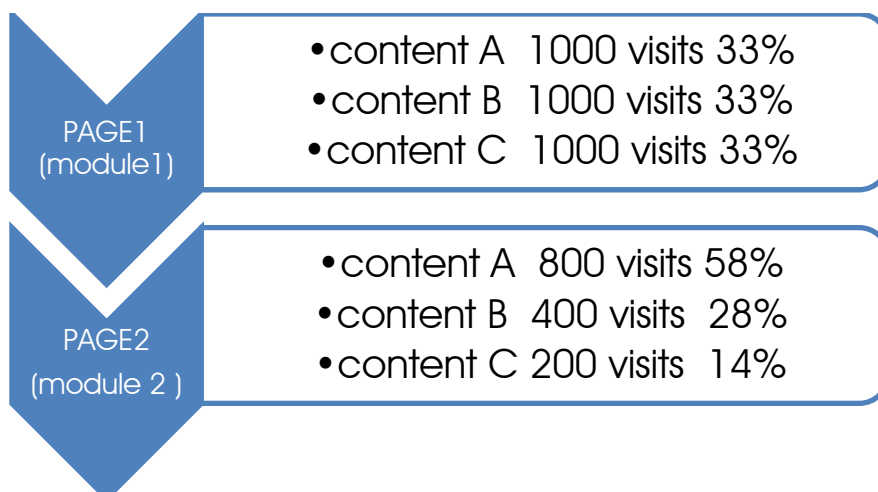 PAGE1
(module1)
•content A 1000 visits 33%
•content B 1000 visits 33%
•content C 1000 visits 33%
PAGE2
(module 2 )
•content A 800 visits 58%
•content B 400 visits 28%
•content C 200 visits 14%